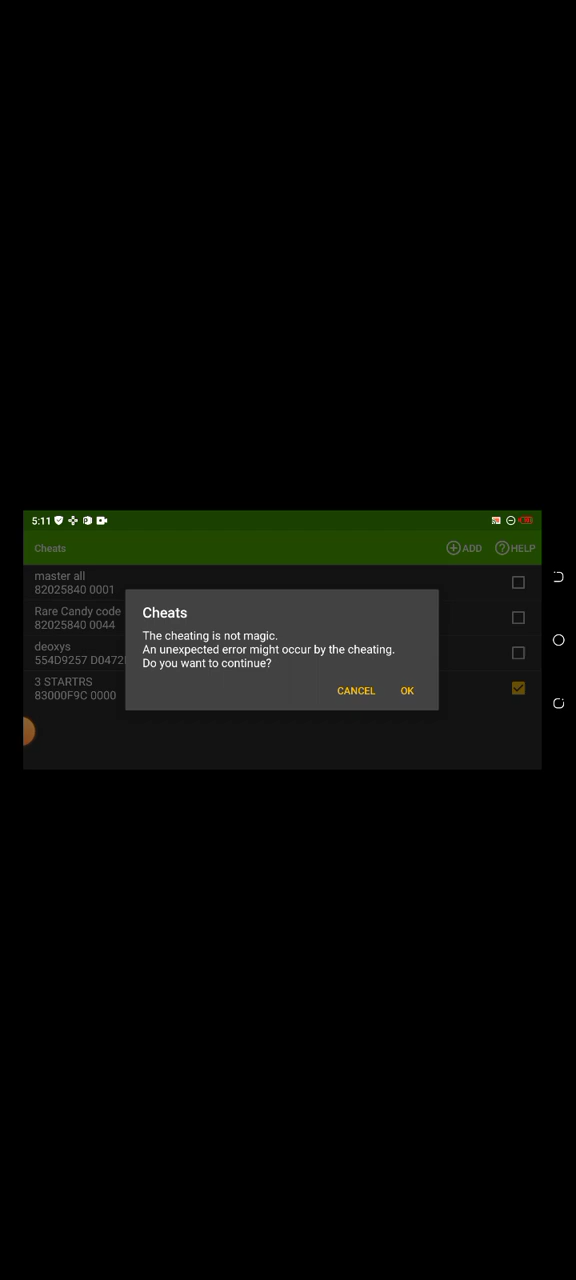 5:11
Cheats
ADD
HELP
master all
82025840 0001
Rare Candy code
82025840 0044
deoxys
554D9257 D0472
3 STARTRS
83000F9C 0000
Cheats
The cheating is not magic.
An unexpected error might occur by the cheating.
Do you want to continue?
CANCEL
OK